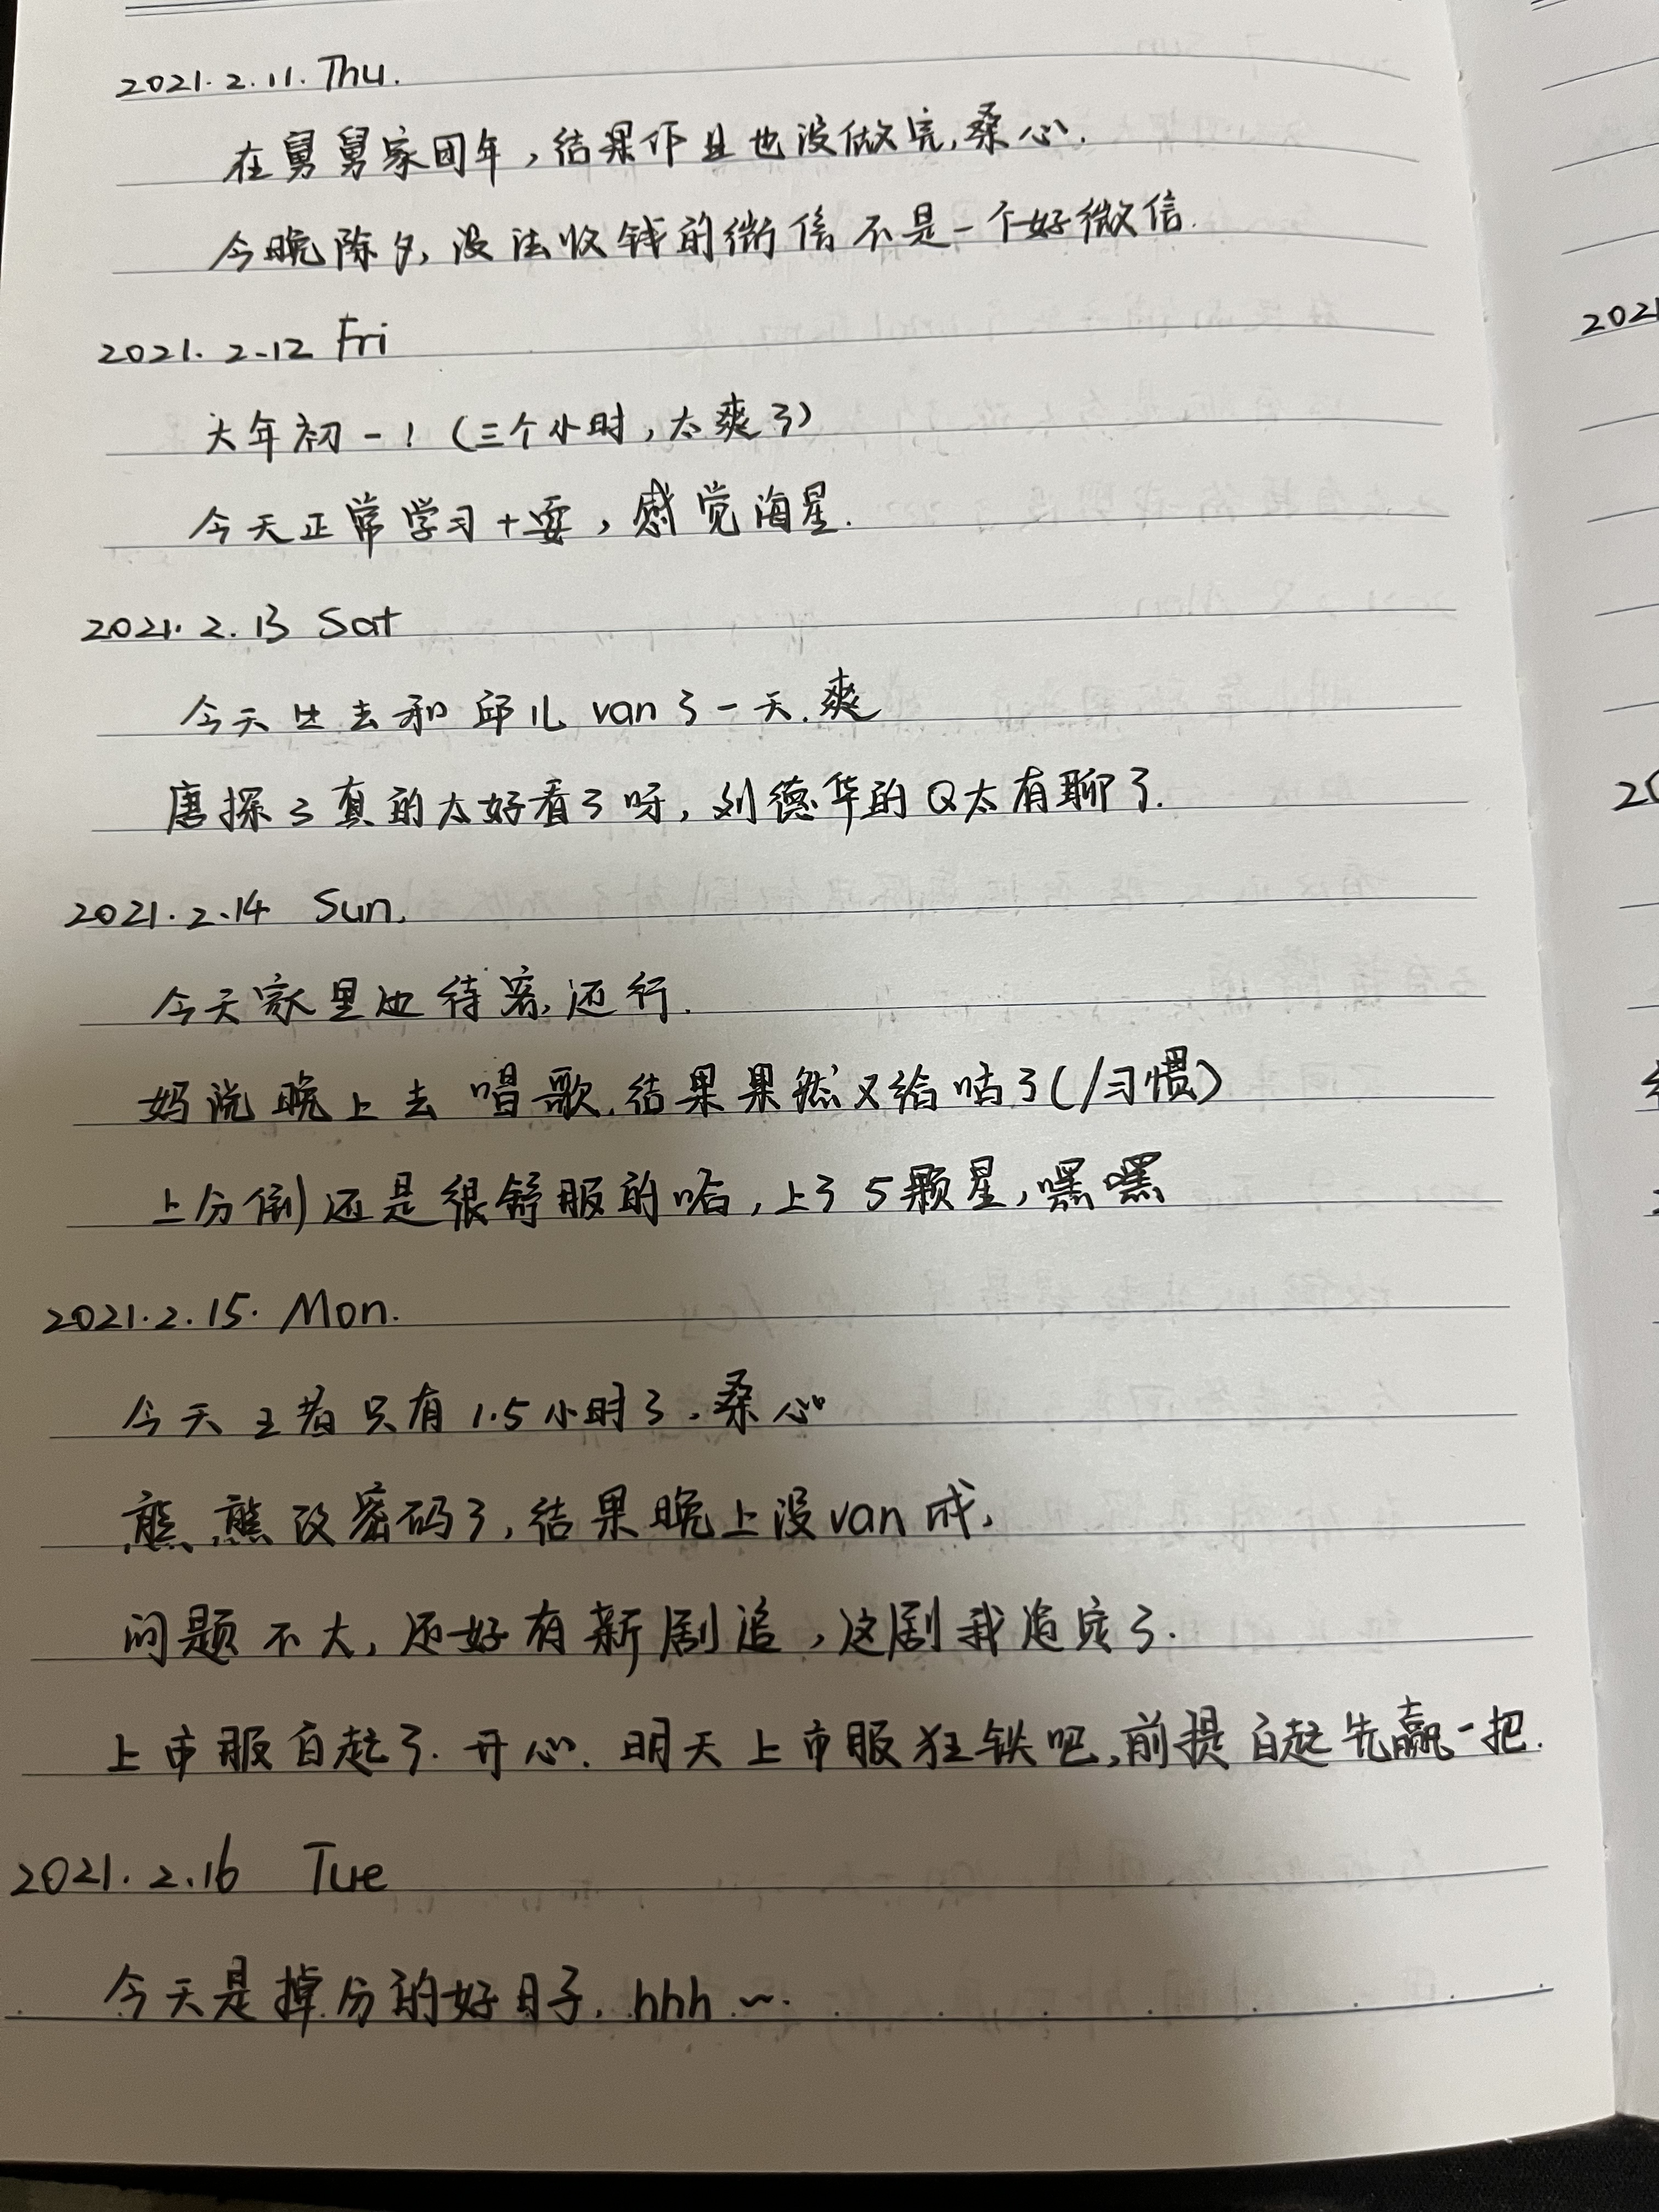 2021.2.11.Thu.
在舅舅家团年,结果作业也没做完,桑心.
今晚除夕,没法收钱的微信不是一个好微信.
2021.2.12 Fri
大年初一!(三个小时,太爽了)
今天正常学习+耍,感觉海星.
2021.2.13 Sat
今天出去和邱儿van了一天.爽
唐探3真的太好看了呀,刘德华的Q太有聊了.
2021.2.14 Sun.
今天家里也待客,还行.
妈说晚上去唱歌.结果果然又给咕了(/习惯)
上分倒还是很舒服的哈,上了5颗星,嘿嘿
2021.2.15.Mon.
今天王者只有1.5小时了.桑心
熊熊改密码了,结果晚上没van成,
问题不大,还好有新剧追,这剧我追定了.
上市服白起了.开心.明天上市服狂铁吧,前提白起先赢一把.
2021.2.16 Tue
今天是掉分的好日子.hhh~.
2021